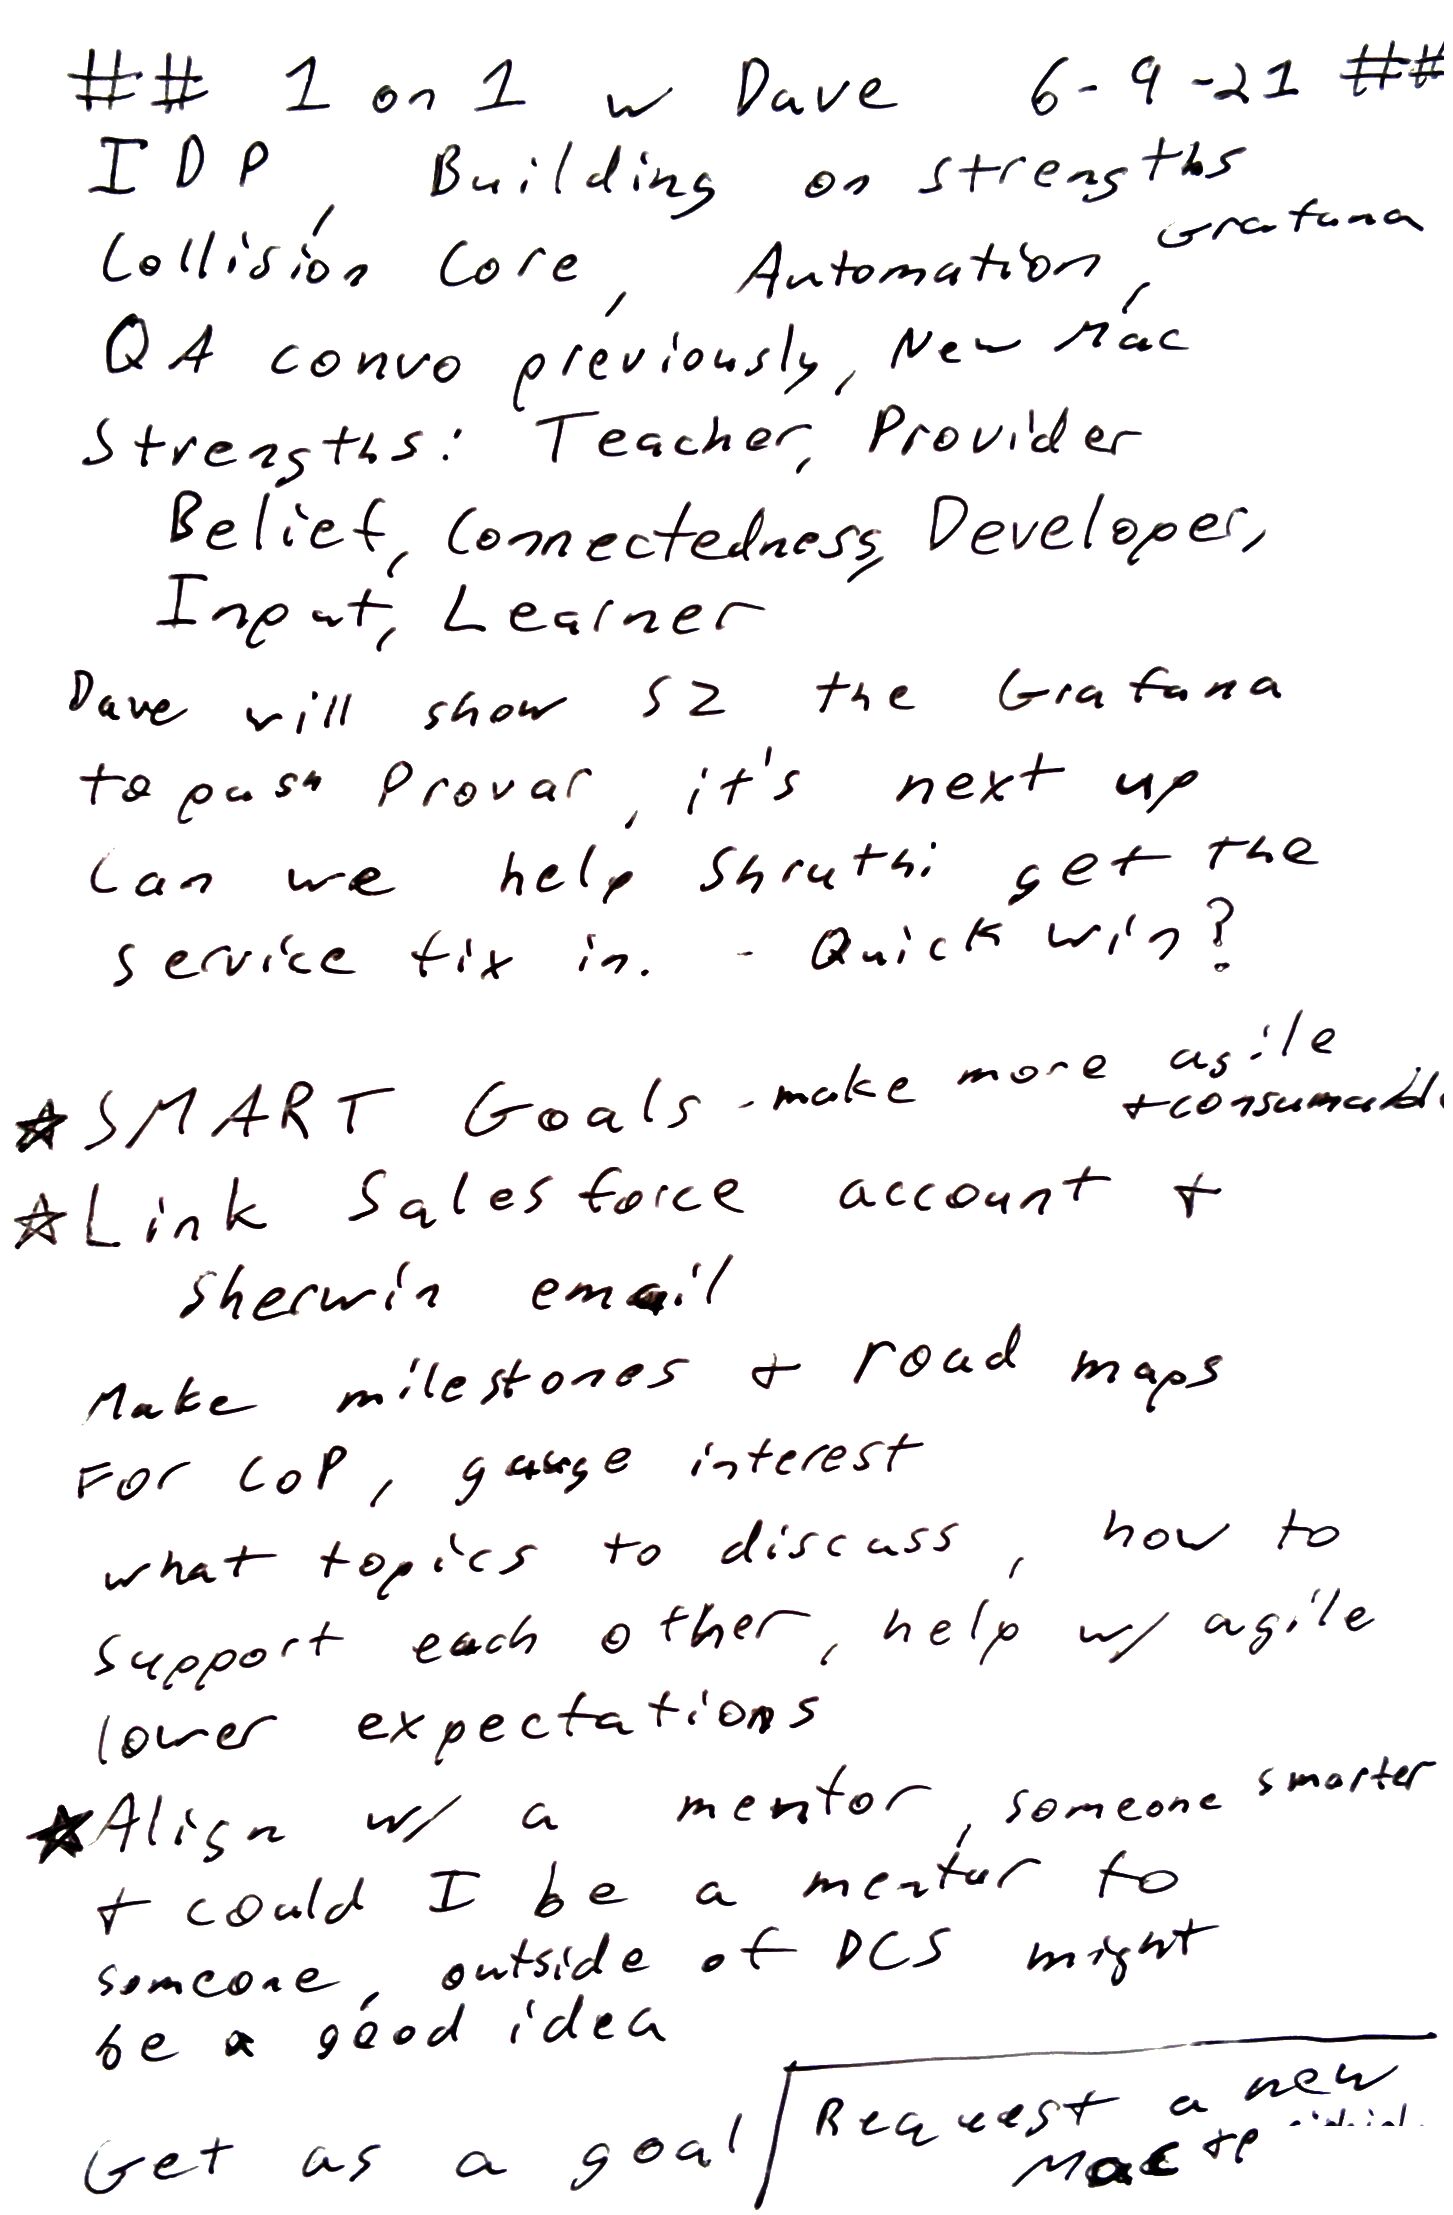 ## 1 on 1 w Dave 6-9-21 ##
IDP, Building on strengths
Collision Core, Automation, Grafana
QA convo previously, New Mac
Strengths: Teacher, Provider
Belief, Connectedness, Developer,
Input, Learner
Dave will show S2 the Grafana
to push Provar, it's next up
Can we help Shruthi get the
service fix in. - Quick win?
☆SMART Goals - make more agile
+ consumable
☆Link Salesforce account +
Sherwin email
Make milestones + road maps
For CoP, gauge interest
what topics to discuss, how to
support each other, help w/ agile
lower expectations
★Align w/ a mentor, someone smarter
+ could I be a mentor to
someone, outside of DCS might
be a good idea
Get as a goal
Request a new
Mac